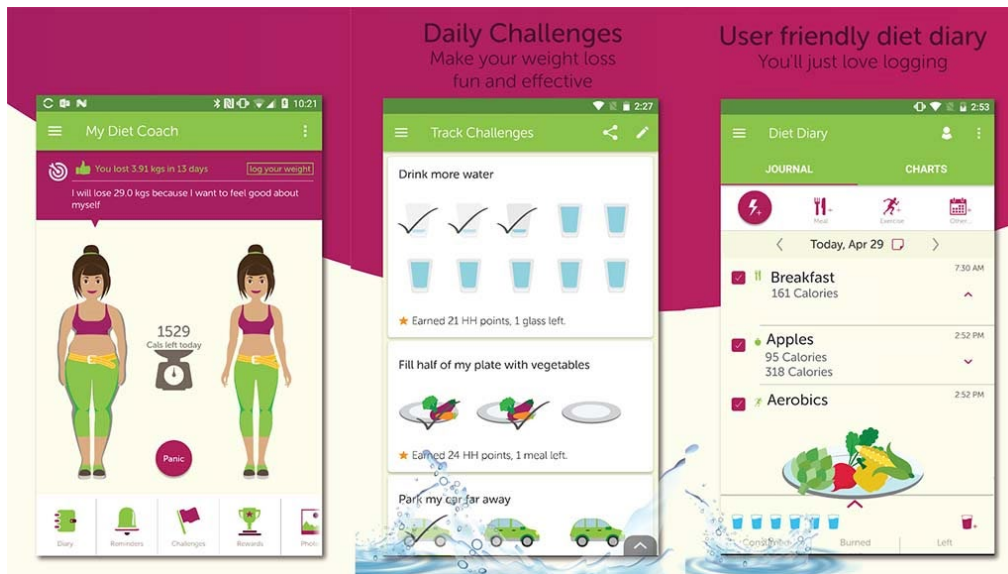 10:21
My Diet Coach
You lost 3.91 kgs in 13 days
log your weight
I will lose 29.0 kgs because I want to feel good about
myself
1529
Cals left today
Panic
Diary
Reminders
Challenges
Rewards
Photo
Daily Challenges
Make your weight loss
fun and effective
2:27
Track Challenges
Drink more water
Earned 21 HH points, 1 glass left.
Fill half of my plate with vegetables
Earned 24 HH points, 1 meal left.
Park my car far away
User friendly diet diary
You'll just love logging
2:53
Diet Diary
JOURNAL
CHARTS
Meal
Exercise
Other...
Today, Apr 29
Breakfast
7:30 AM
161 Calories
Apples
2:52 PM
95 Calories
318 Calories
Aerobics
2:52 PM
Burned
Left